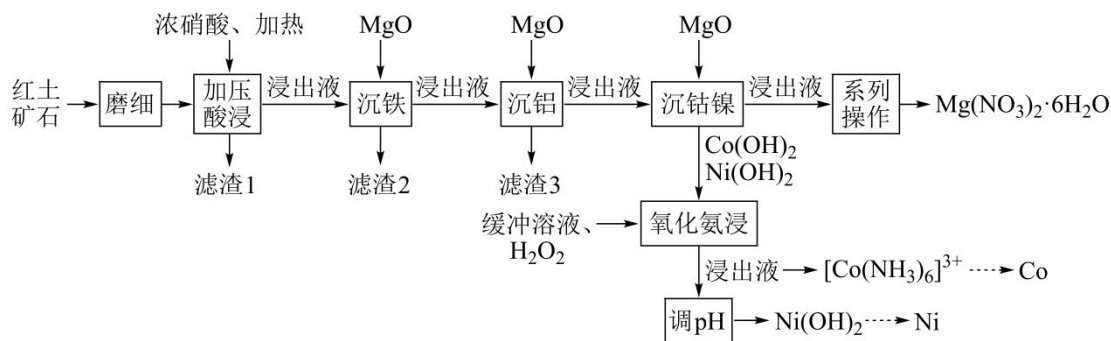 浓硝酸、加热
MgO
MgO
MgO
红土
矿石
磨细
加压
酸浸
浸出液
沉铁
浸出液
沉铝
浸出液
沉钴镍
浸出液
系列
操作
Mg(NO₃)₂·6H₂O
滤渣1
滤渣2
滤渣3
Co(OH)₂
Ni(OH)₂
缓冲溶液、
H₂O₂
氧化氨浸
浸出液
[Co(NH₃)₆]³⁺
Co
调pH
Ni(OH)₂
Ni